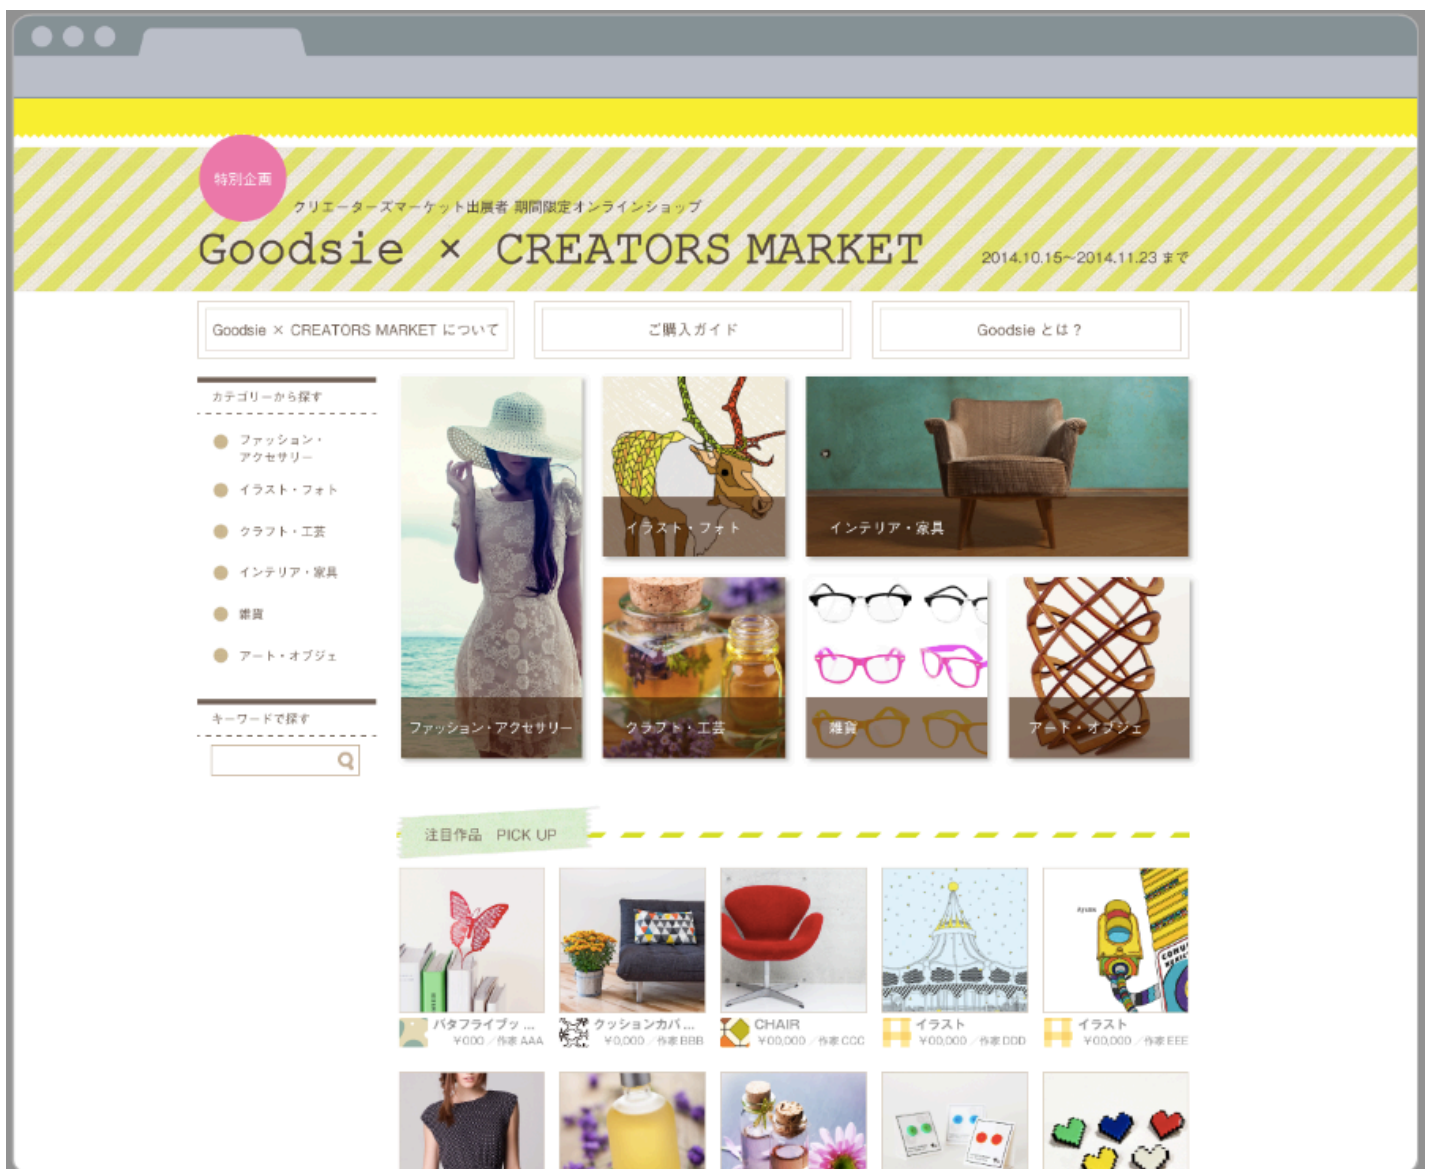 特別企画
クリエーターズマーケット出展者 期間限定オンラインショップ
Goodsie × CREATORS MARKET
2014.10.15〜2014.11.23 まで
Goodsie × CREATORS MARKET について
ご購入ガイド
Goodsie とは？
カテゴリーから探す
ファッション・
アクセサリー
イラスト・フォト
クラフト・工芸
インテリア・家具
雑貨
アート・オブジェ
キーワードで探す
ファッション・アクセサリー
イラスト・フォト
インテリア・家具
クラフト・工芸
雑貨
アート・オブジェ
注目作品　PICK UP
バタフライブッ ...
￥000 ／作家 AAA
クッションカバ ...
￥0,000 ／作家 BBB
CHAIR
￥00,000 ／作家 CCC
イラスト
￥00,000 ／作家 DDD
イラスト
￥00,000 ／作家 EEE